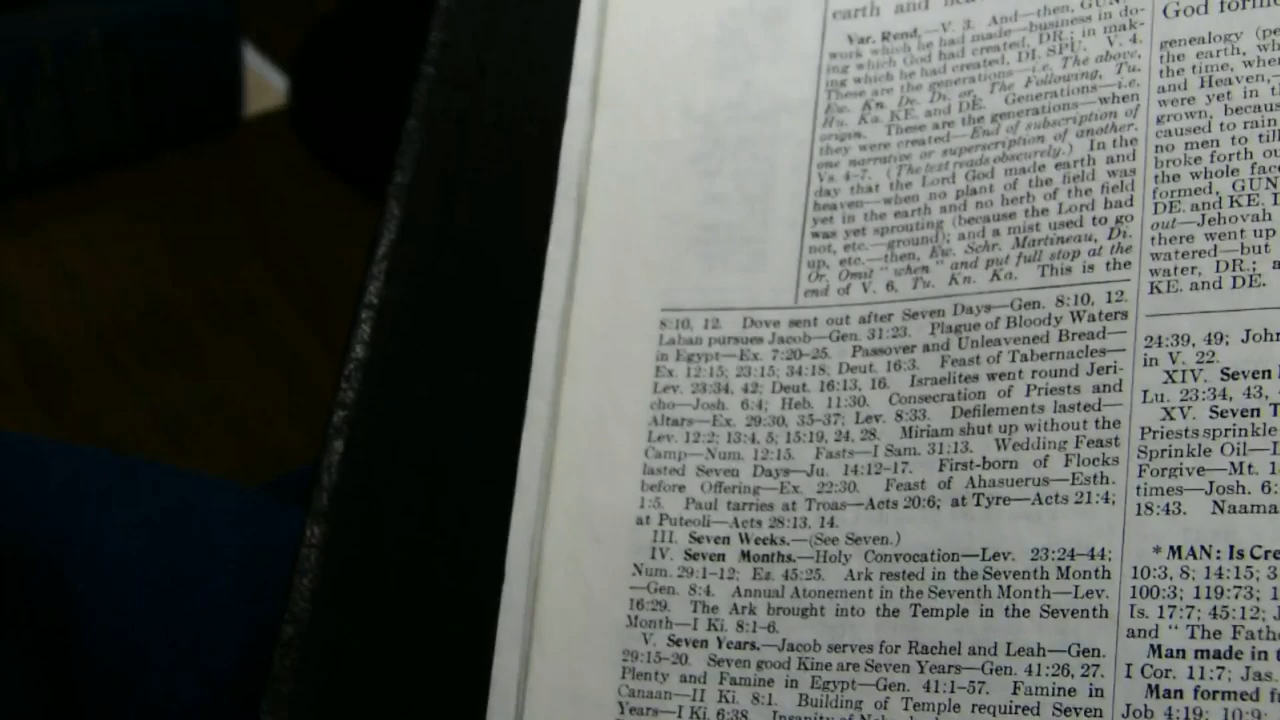 earth and
Var. Rend.—V. 3. And—then, GUN.
work which he had made—business in do-
ing which God had created, DR.; in mak-
ing which he had created, DI. SPU. V. 4.
These are the generations—i.e. The above,
Ew. Kn. De. Di. or, The Following, Tu.
Hu. Ka. KE. and DE. Generations—i.e.
origin. These are the generations—when
they were created—End of subscription of
one narrative or superscription of another.
Vs. 4-7. (The text reads obscurely.) In the
day that the Lord God made earth and
heaven—when no plant of the field was
yet in the earth and no herb of the field
was yet sprouting (because the Lord had
not, etc.—ground); and a mist used to go
up, etc.—then, Ew. Schr. Martineau, Di.
Or, Omit "when" and put full stop at the
end of V. 6, Tu. Kn. Ka. This is the
8:10, 12. Dove sent out after Seven Days—Gen. 8:10, 12.
Laban pursues Jacob—Gen. 31:23. Plague of Bloody Waters
in Egypt—Ex. 7:20-25. Passover and Unleavened Bread—
Ex. 12:15; 23:15; 34:18, Deut. 16:3. Feast of Tabernacles—
Lev. 23:34, 42; Deut. 16:13, 16. Israelites went round Jeri-
cho—Josh. 6:4; Heb. 11:30. Consecration of Priests and
Altars—Ex. 29:30, 35-37; Lev. 8:33. Defilements lasted—
Lev. 12:2; 13:4, 5; 15:19, 24, 28. Miriam shut up without the
Camp—Num. 12:15. Fasts—I Sam. 31:13. Wedding Feast
lasted Seven Days—Ju. 14:12-17. First-born of Flocks
before Offering—Ex. 22:30. Feast of Ahasuerus—Esth.
1:5. Paul tarries at Troas—Acts 20:6; at Tyre—Acts 21:4;
at Puteoli—Acts 28:13, 14.
III. Seven Weeks.—(See Seven.)
IV. Seven Months.—Holy Convocation—Lev. 23:24-44;
Num. 29:1-12; Ez. 45:25. Ark rested in the Seventh Month
—Gen. 8:4. Annual Atonement in the Seventh Month—Lev.
16:29. The Ark brought into the Temple in the Seventh
Month—I Ki. 8:1-6.
V. Seven Years.—Jacob serves for Rachel and Leah—Gen.
29:15-20. Seven good Kine are Seven Years—Gen. 41:26, 27.
Plenty and Famine in Egypt—Gen. 41:1-57. Famine in
Canaan—II Ki. 8:1. Building of Temple required Seven
Years—I Ki. 6:38. Insanity of
God forme
genealogy (pe
the earth, wh
the time, whe
and Heaven,
were yet in t
grown, becaus
caused to rain
no men to till
broke forth ou
the whole face
formed, GUN
DE. and KE. I
out—Jehovah
there went up
watered—but
water, DR.; a
KE. and DE.
24:39, 49; John
in V. 22.
XIV. Seven
Lu. 23:34, 43,
XV. Seven T
Priests sprinkle
Sprinkle Oil—L
Forgive—Mt. 1
times—Josh. 6:
18:43. Naama
* MAN: Is Cre
10:3, 8; 14:15; 3
100:3; 119:73; 1
Is. 17:7; 45:12; J
and "The Fathe
Man made in t
I Cor. 11:7; Jas.
Man formed f
Job 4:19; 10:9